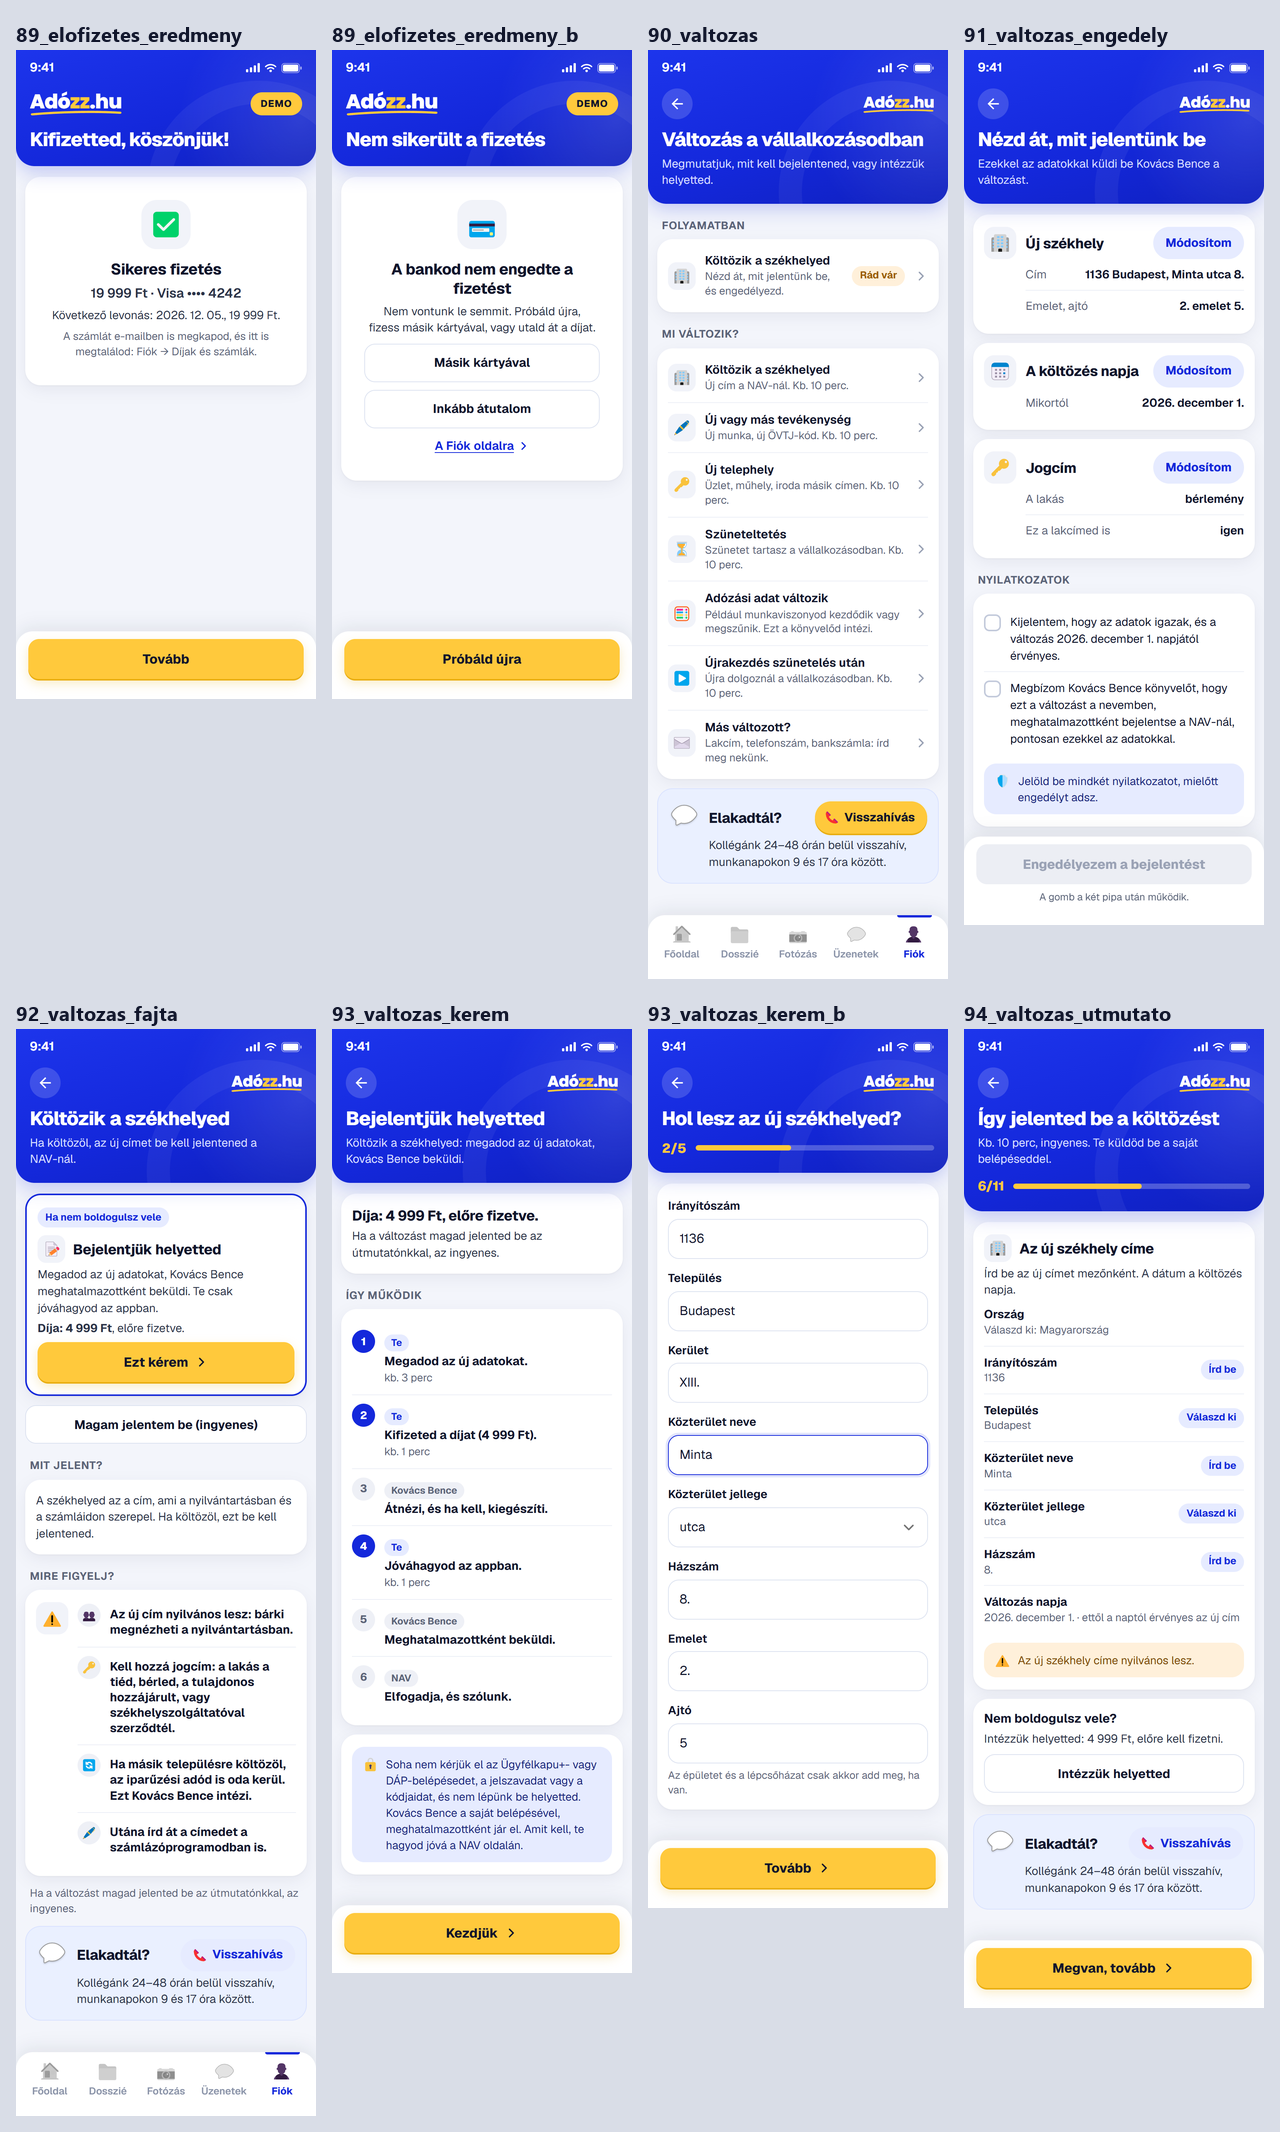 89_elofizetes_eredmeny
9:41
Adózz.hu
DEMO
Kifizetted, köszönjük!
Sikeres fizetés
19 999 Ft · Visa •••• 4242
Következő levonás: 2026. 12. 05., 19 999 Ft.
A számlát e-mailben is megkapod, és itt is
megtalálod: Fiók → Díjak és számlák.
Tovább
89_elofizetes_eredmeny_b
9:41
Adózz.hu
DEMO
Nem sikerült a fizetés
A bankod nem engedte a
fizetést
Nem vontunk le semmit. Próbáld újra,
fizess másik kártyával, vagy utald át a díjat.
Másik kártyával
Inkább átutalom
A Fiók oldalra
Próbáld újra
90_valtozas
9:41
Adózz.hu
Változás a vállalkozásodban
Megmutatjuk, mit kell bejelentened, vagy intézzük
helyetted.
FOLYAMATBAN
Költözik a székhelyed
Nézd át, mit jelentünk be,
és engedélyezd.
Rád vár
MI VÁLTOZIK?
Költözik a székhelyed
Új cím a NAV-nál. Kb. 10 perc.
Új vagy más tevékenység
Új munka, új ÖVTJ-kód. Kb. 10 perc.
Új telephely
Üzlet, műhely, iroda másik címen. Kb. 10
perc.
Szüneteltetés
Szünetet tartasz a vállalkozásodban. Kb.
10 perc.
Adózási adat változik
Például munkaviszonyod kezdődik vagy
megszűnik. Ezt a könyvelőd intézi.
Újrakezdés szünetelés után
Újra dolgoznál a vállalkozásodban. Kb.
10 perc.
Más változott?
Lakcím, telefonszám, bankszámla: írd
meg nekünk.
Elakadtál?
Visszahívás
Kollégánk 24–48 órán belül visszahív,
munkanapokon 9 és 17 óra között.
Főoldal
Dosszié
Fotózás
Üzenetek
Fiók
91_valtozas_engedely
9:41
Adózz.hu
Nézd át, mit jelentünk be
Ezekkel az adatokkal küldi be Kovács Bence a
változást.
Új székhely
Módosítom
Cím
1136 Budapest, Minta utca 8.
Emelet, ajtó
2. emelet 5.
A költözés napja
Módosítom
Mikortól
2026. december 1.
Jogcím
Módosítom
A lakás
bérlemény
Ez a lakcímed is
igen
NYILATKOZATOK
Kijelentem, hogy az adatok igazak, és a
változás 2026. december 1. napjától
érvényes.
Megbízom Kovács Bence könyvelőt, hogy
ezt a változást a nevemben,
meghatalmazottként bejelentse a NAV-nál,
pontosan ezekkel az adatokkal.
Jelöld be mindkét nyilatkozatot, mielőtt
engedélyt adsz.
Engedélyezem a bejelentést
A gomb a két pipa után működik.
92_valtozas_fajta
9:41
Adózz.hu
Költözik a székhelyed
Ha költözöl, az új címet be kell jelentened a
NAV-nál.
Ha nem boldogulsz vele
Bejelentjük helyetted
Megadod az új adatokat, Kovács Bence
meghatalmazottként beküldi. Te csak
jóváhagyod az appban.
Díja: 4 999 Ft, előre fizetve.
Ezt kérem
Magam jelentem be (ingyenes)
MIT JELENT?
A székhelyed az a cím, ami a nyilvántartásban és
a számláidon szerepel. Ha költözöl, ezt be kell
jelentened.
MIRE FIGYELJ?
Az új cím nyilvános lesz: bárki
megnézheti a nyilvántartásban.
Kell hozzá jogcím: a lakás a
tiéd, bérled, a tulajdonos
hozzájárult, vagy
székhelyszolgáltatóval
szerződtél.
Ha másik településre költözöl,
az iparűzési adód is oda kerül.
Ezt Kovács Bence intézi.
Utána írd át a címedet a
számlázóprogramodban is.
Ha a változást magad jelented be az útmutatónkkal, az
ingyenes.
Elakadtál?
Visszahívás
Kollégánk 24–48 órán belül visszahív,
munkanapokon 9 és 17 óra között.
Főoldal
Dosszié
Fotózás
Üzenetek
Fiók
93_valtozas_kerem
9:41
Adózz.hu
Bejelentjük helyetted
Költözik a székhelyed: megadod az új adatokat,
Kovács Bence beküldi.
Díja: 4 999 Ft, előre fizetve.
Ha a változást magad jelented be az
útmutatónkkal, az ingyenes.
ÍGY MŰKÖDIK
1
Te
Megadod az új adatokat.
kb. 3 perc
2
Te
Kifizeted a díjat (4 999 Ft).
kb. 1 perc
3
Kovács Bence
Átnézi, és ha kell, kiegészíti.
4
Te
Jóváhagyod az appban.
kb. 1 perc
5
Kovács Bence
Meghatalmazottként beküldi.
6
NAV
Elfogadja, és szólunk.
Soha nem kérjük el az Ügyfélkapu+- vagy
DÁP-belépésedet, a jelszavadat vagy a
kódjaidat, és nem lépünk be helyetted.
Kovács Bence a saját belépésével,
meghatalmazottként jár el. Amit kell, te
hagyod jóvá a NAV oldalán.
Kezdjük
93_valtozas_kerem_b
9:41
Adózz.hu
Hol lesz az új székhelyed?
2/5
Irányítószám
1136
Település
Budapest
Kerület
XIII.
Közterület neve
Minta
Közterület jellege
utca
Házszám
8.
Emelet
2.
Ajtó
5
Az épületet és a lépcsőházat csak akkor add meg, ha
van.
Tovább
94_valtozas_utmutato
9:41
Adózz.hu
Így jelented be a költözést
Kb. 10 perc, ingyenes. Te küldöd be a saját
belépéseddel.
6/11
Az új székhely címe
Írd be az új címet mezőnként. A dátum a költözés
napja.
Ország
Válaszd ki: Magyarország
Irányítószám
1136
Írd be
Település
Budapest
Válaszd ki
Közterület neve
Minta
Írd be
Közterület jellege
utca
Válaszd ki
Házszám
8.
Írd be
Változás napja
2026. december 1. · ettől a naptól érvényes az új cím
Az új székhely címe nyilvános lesz.
Nem boldogulsz vele?
Intézzük helyetted: 4 999 Ft, előre kell fizetni.
Intézzük helyetted
Elakadtál?
Visszahívás
Kollégánk 24–48 órán belül visszahív,
munkanapokon 9 és 17 óra között.
Megvan, tovább